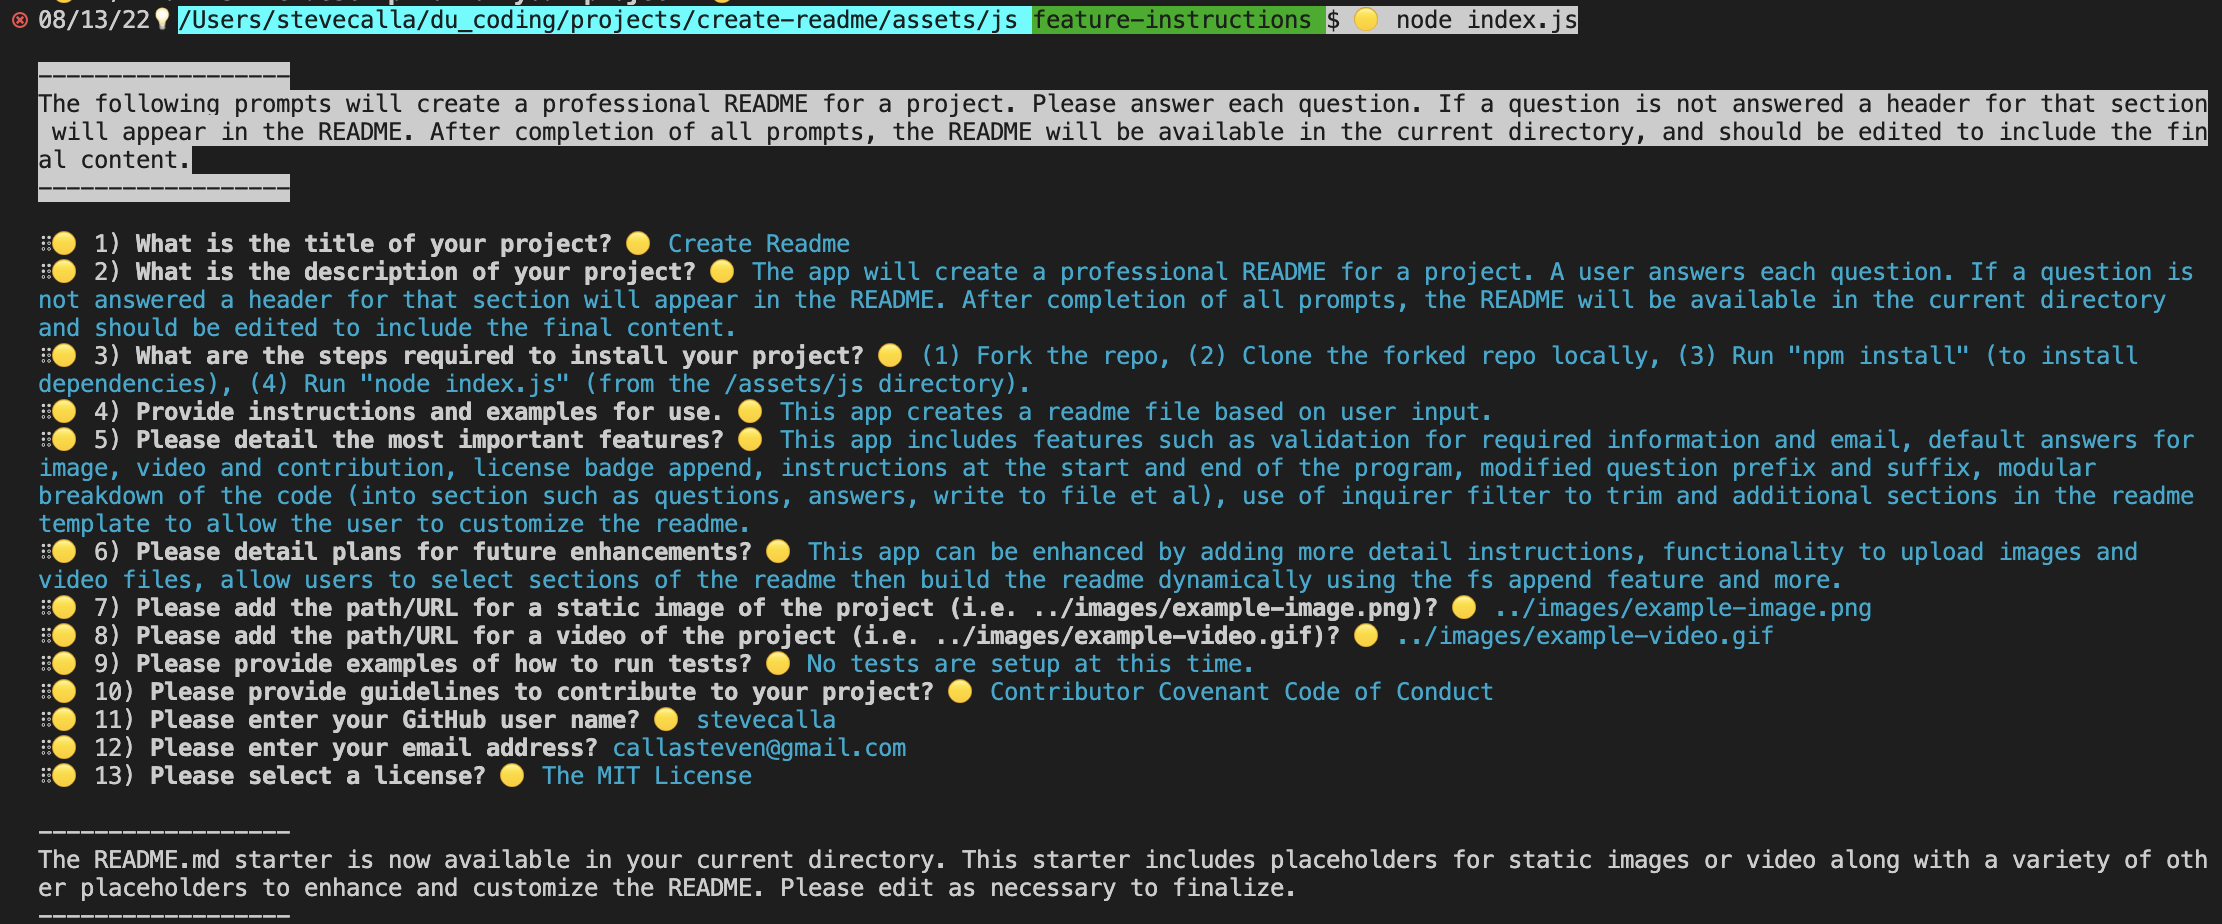 08/13/22 /Users/stevecalla/du_coding/projects/create-readme/assets/js feature-instructions $ node index.js
------------------
The following prompts will create a professional README for a project. Please answer each question. If a question is not answered a header for that section
will appear in the README. After completion of all prompts, the README will be available in the current directory, and should be edited to include the fin
al content.
------------------
1) What is the title of your project? Create Readme
2) What is the description of your project? The app will create a professional README for a project. A user answers each question. If a question is
not answered a header for that section will appear in the README. After completion of all prompts, the README will be available in the current directory
and should be edited to include the final content.
3) What are the steps required to install your project? (1) Fork the repo, (2) Clone the forked repo locally, (3) Run "npm install" (to install
dependencies), (4) Run "node index.js" (from the /assets/js directory).
4) Provide instructions and examples for use. This app creates a readme file based on user input.
5) Please detail the most important features? This app includes features such as validation for required information and email, default answers for
image, video and contribution, license badge append, instructions at the start and end of the program, modified question prefix and suffix, modular
breakdown of the code (into section such as questions, answers, write to file et al), use of inquirer filter to trim and additional sections in the readme
template to allow the user to customize the readme.
6) Please detail plans for future enhancements? This app can be enhanced by adding more detail instructions, functionality to upload images and
video files, allow users to select sections of the readme then build the readme dynamically using the fs append feature and more.
7) Please add the path/URL for a static image of the project (i.e. ../images/example-image.png)? ../images/example-image.png
8) Please add the path/URL for a video of the project (i.e. ../images/example-video.gif)? ../images/example-video.gif
9) Please provide examples of how to run tests? No tests are setup at this time.
10) Please provide guidelines to contribute to your project? Contributor Covenant Code of Conduct
11) Please enter your GitHub user name? stevecalla
12) Please enter your email address? callasteven@gmail.com
13) Please select a license? The MIT License
------------------
The README.md starter is now available in your current directory. This starter includes placeholders for static images or video along with a variety of oth
er placeholders to enhance and customize the README. Please edit as necessary to finalize.
------------------